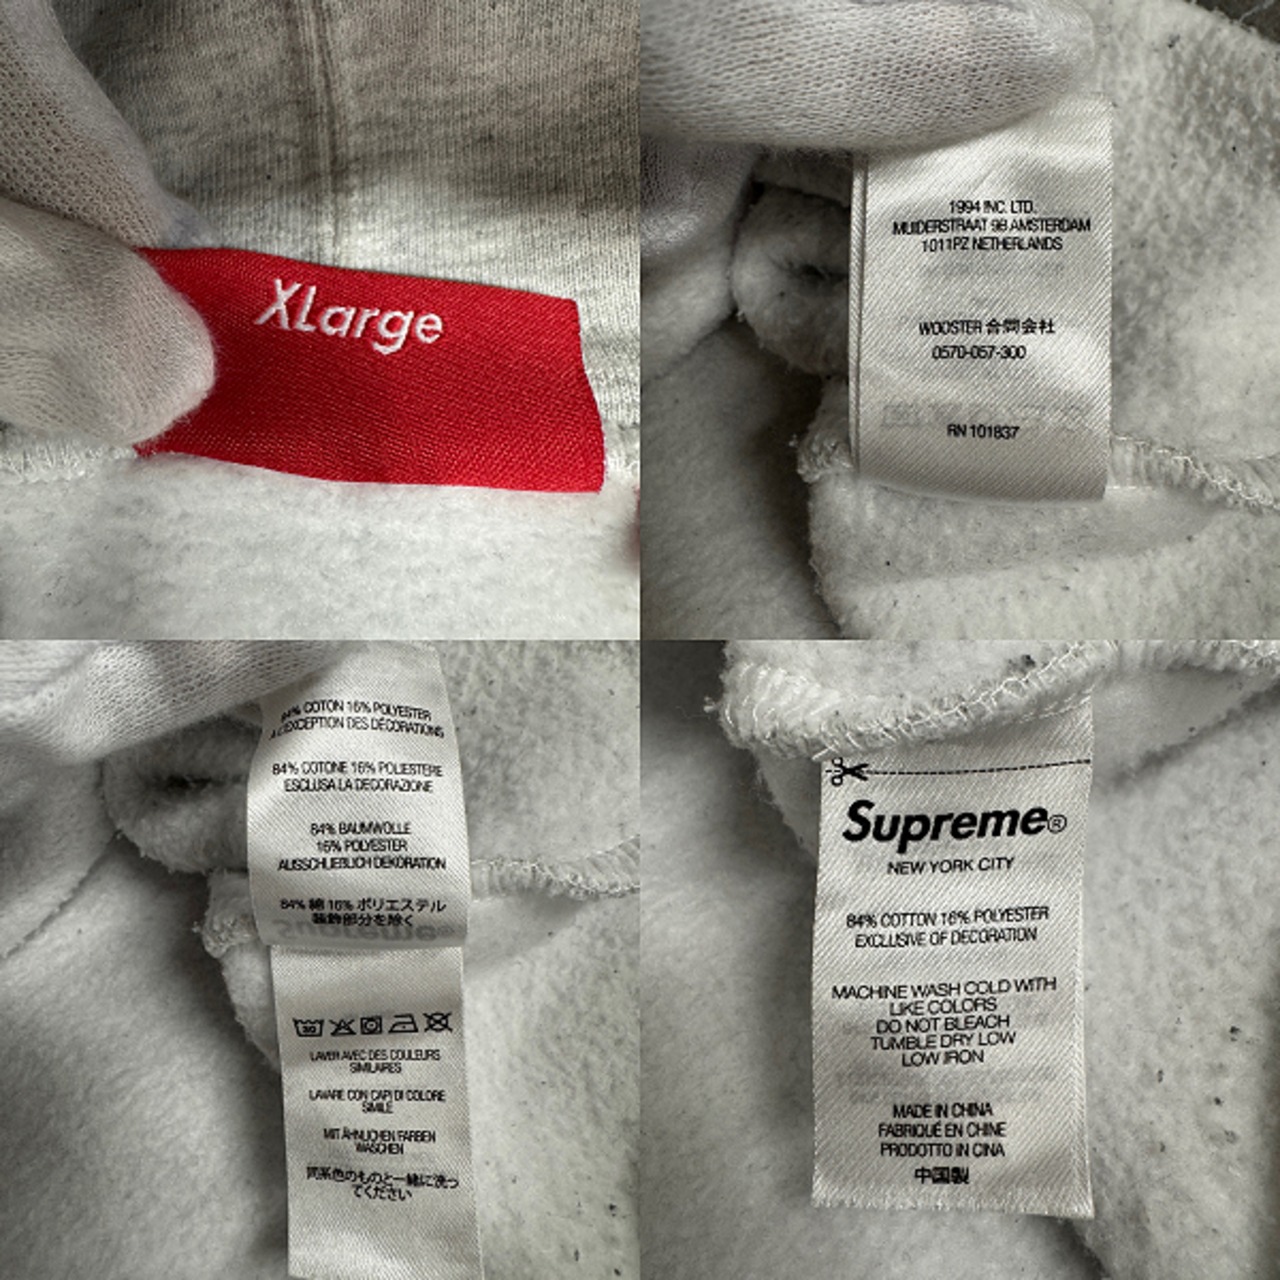 XLarge
1994 INC. LTD.
MUIDERSTRAAT 98 AMSTERDAM
1011PZ NETHERLANDS
WOOSTER 合同会社
0570-057-300
RN 101837
84% COTON 16% POLYESTER
A L'EXCEPTION DES DÉCORATIONS
84% COTONE 16% POLIESTERE
ESCLUSA LA DECORAZIONE
84% BAUMWOLLE
16% POLYESTER
AUSSCHLIEBLICH DEKORATION
84% 綿 16% ポリエステル
装飾部分を除く
30
LAVER AVEC DES COULEURS
SIMILAIRES
LAVARE CON CAPI DI COLORE
SIMILE
MIT ÄHNLICHEN FARBEN
WASCHEN
同系色のものと一緒に洗っ
てください
Supreme®
NEW YORK CITY
84% COTTON 16% POLYESTER
EXCLUSIVE OF DECORATION
MACHINE WASH COLD WITH
LIKE COLORS
DO NOT BLEACH
TUMBLE DRY LOW
LOW IRON
MADE IN CHINA
FABRIQUÉ EN CHINE
PRODOTTO IN CINA
中国製